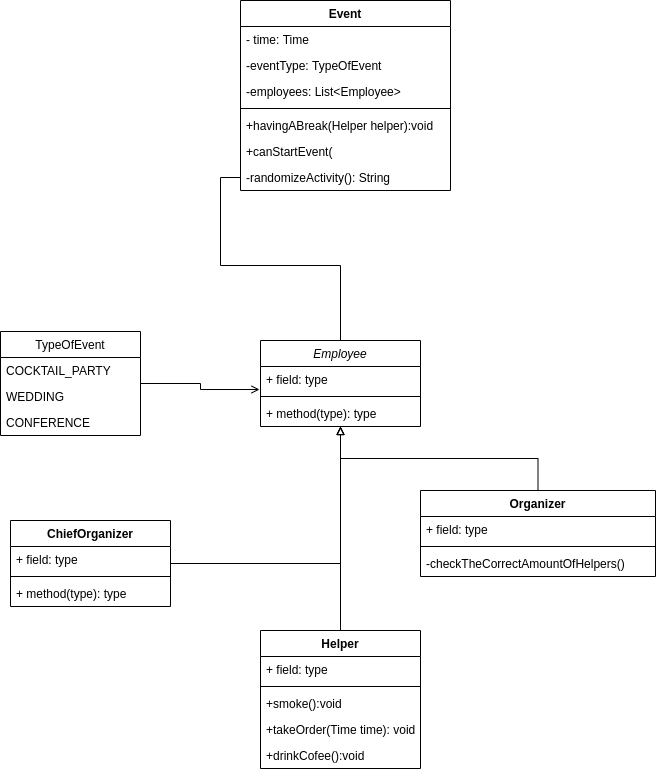 Event
- time: Time
-eventType: TypeOfEvent
-employees: List<Employee>
+havingABreak(Helper helper):void
+canStartEvent(
-randomizeActivity(): String
TypeOfEvent
COCKTAIL_PARTY
WEDDING
CONFERENCE
Employee
+ field: type
+ method(type): type
Organizer
+ field: type
-checkTheCorrectAmountOfHelpers()
ChiefOrganizer
+ field: type
+ method(type): type
Helper
+ field: type
+smoke():void
+takeOrder(Time time): void
+drinkCofee():void